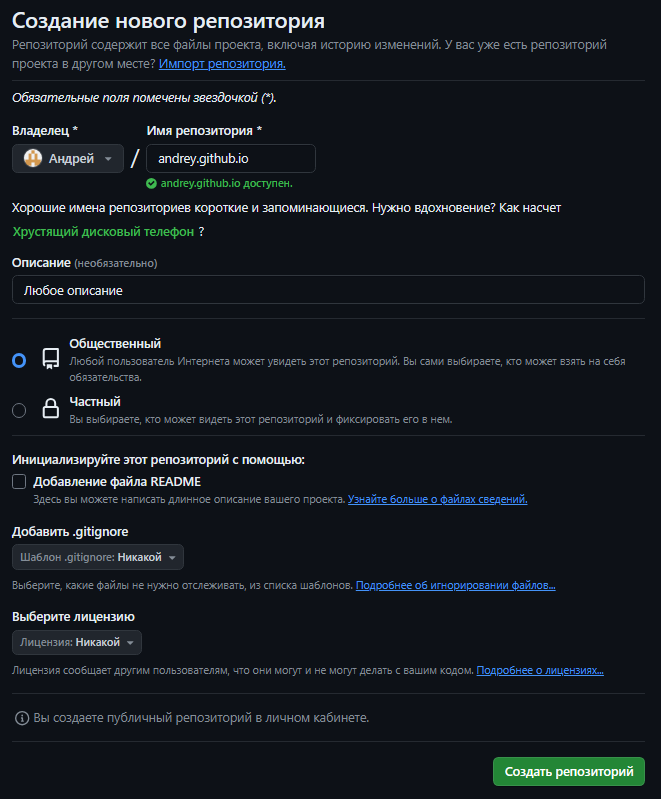 Создание нового репозитория
Репозиторий содержит все файлы проекта, включая историю изменений. У вас уже есть репозиторий
проекта в другом месте? Импорт репозитория.
Обязательные поля помечены звездочкой (*).
Владелец * Имя репозитория *
Андрей / andrey.github.io
andrey.github.io доступен.
Хорошие имена репозиториев короткие и запоминающиеся. Нужно вдохновение? Как насчет
Хрустящий дисковый телефон ?
Описание (необязательно)
Любое описание
Общественный
Любой пользователь Интернета может увидеть этот репозиторий. Вы сами выбираете, кто может взять на себя
обязательства.
Частный
Вы выбираете, кто может видеть этот репозиторий и фиксировать его в нем.
Инициализируйте этот репозиторий с помощью:
Добавление файла README
Здесь вы можете написать длинное описание вашего проекта. Узнайте больше о файлах сведений.
Добавить .gitignore
Шаблон .gitignore: Никакой
Выберите, какие файлы не нужно отслеживать, из списка шаблонов. Подробнее об игнорировании файлов...
Выберите лицензию
Лицензия: Никакой
Лицензия сообщает другим пользователям, что они могут и не могут делать с вашим кодом. Подробнее о лицензиях...
Вы создаете публичный репозиторий в личном кабинете.
Создать репозиторий